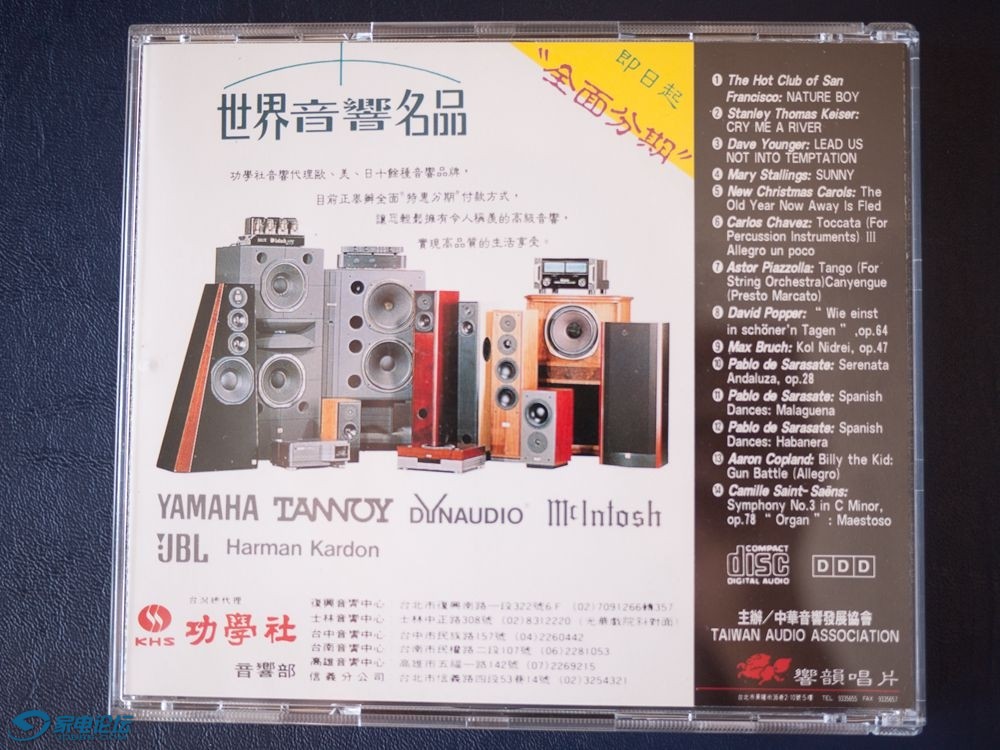 世界音響名品
即日起
"全面分期"
功學社音響代理歐、美、日十餘種音響品牌，
目前正舉辦全面"特惠分期"付款方式，
讓您輕鬆擁有令人稱羨的高級音響，
實現高品質的生活享受。
YAMAHA TANNOY DYNAUDIO McIntosh
JBL Harman Kardon
台灣總代理
KHS 功學社
音響部
復興音響中心 台北市復興南路一段322號6F (02)7091266轉357
士林音響中心 士林中正路308號 (02)8312220 (光華戲院斜對面)
台中音響中心 台中市民族路157號 (04)2260442
台南音響中心 台南市民權路二段107號 (06)2281053
高雄音響中心 高雄市五福一路142號 (07)2269215
信義分公司 台北市信義路四段53巷14號 (02)3254321
1 The Hot Club of San
Francisco: NATURE BOY
2 Stanley Thomas Keiser:
CRY ME A RIVER
3 Dave Younger: LEAD US
NOT INTO TEMPTATION
4 Mary Stallings: SUNNY
5 New Christmas Carols: The
Old Year Now Away Is Fled
6 Carlos Chavez: Toccata (For
Percussion Instruments) III
Allegro un poco
7 Astor Piazzolla: Tango (For
String Orchestra)Canyengue
(Presto Marcato)
8 David Popper: " Wie einst
in schöner'n Tagen " ,op.64
9 Max Bruch: Kol Nidrei, op.47
10 Pablo de Sarasate: Serenata
Andaluza, op.28
11 Pablo de Sarasate: Spanish
Dances: Malaguena
12 Pablo de Sarasate: Spanish
Dances: Habanera
13 Aaron Copland: Billy the Kid:
Gun Battle (Allegro)
14 Camille Saint-Saëns:
Symphony No.3 in C Minor,
op.78 " Organ " : Maestoso
COMPACT
disc
DIGITAL AUDIO
DDD
主辦／中華音響發展協會
TAIWAN AUDIO ASSOCIATION
響韻唱片
TEL 9335655 FAX 9335657
家电论坛